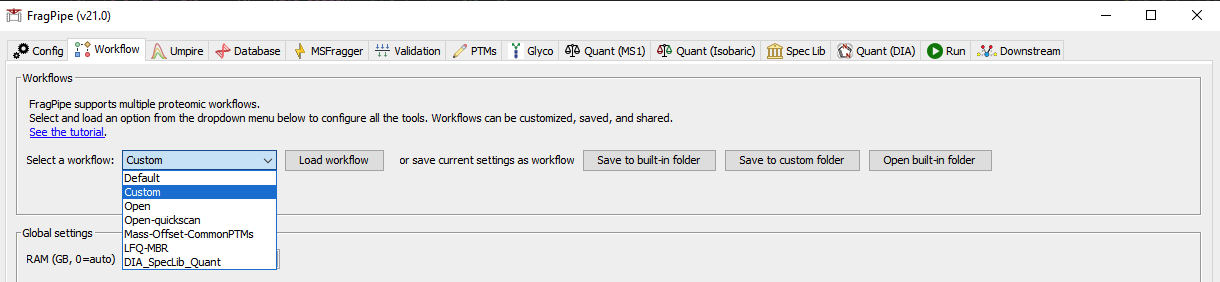 FragPipe (v21.0)
Config Workflow Umpire Database MSFragger Validation PTMs Glyco Quant (MS1) Quant (Isobaric) Spec Lib Quant (DIA) Run Downstream
Workflows
FragPipe supports multiple proteomic workflows.
Select and load an option from the dropdown menu below to configure all the tools. Workflows can be customized, saved, and shared.
See the tutorial.
Select a workflow: Custom Load workflow or save current settings as workflow Save to built-in folder Save to custom folder Open built-in folder
Default
Custom
Open
Open-quickscan
Mass-Offset-CommonPTMs
LFQ-MBR
DIA_SpecLib_Quant
Global settings
RAM (GB, 0=auto)